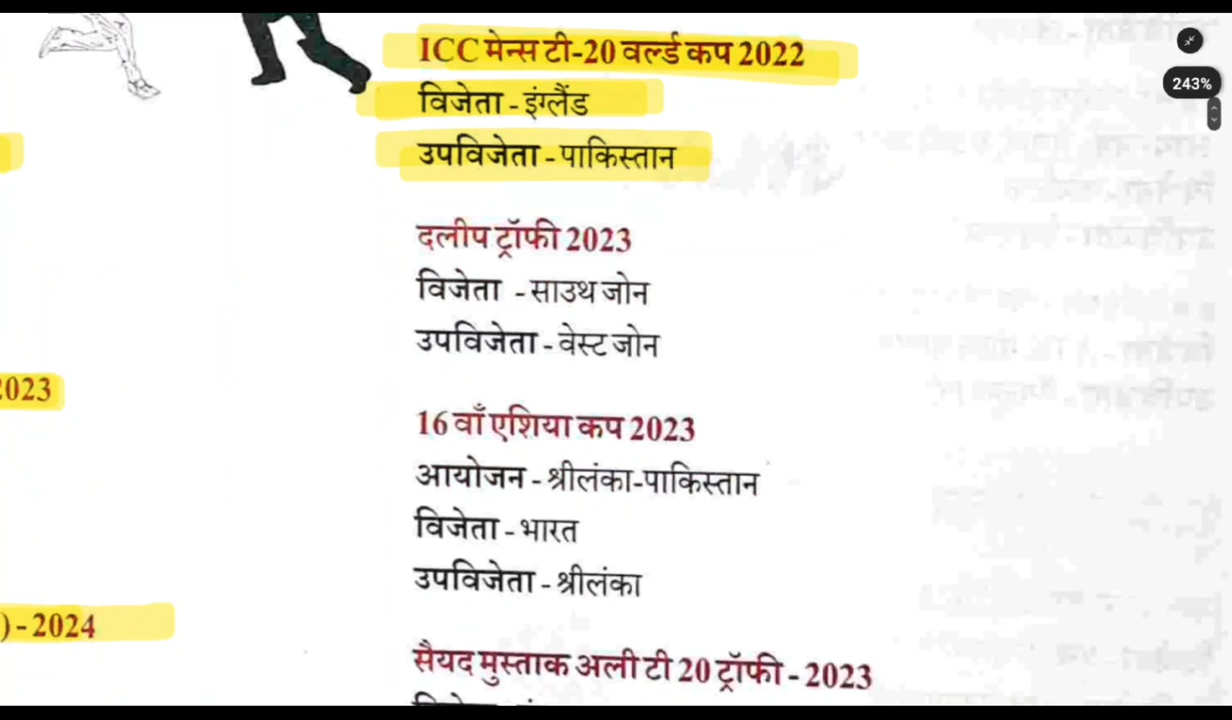 ICC मेन्स टी-20 वर्ल्ड कप 2022
विजेता - इंग्लैंड
उपविजेता - पाकिस्तान
दलीप ट्रॉफी 2023
विजेता - साउथ जोन
उपविजेता - वेस्ट जोन
2023
16 वाँ एशिया कप 2023
आयोजन - श्रीलंका-पाकिस्तान
विजेता - भारत
उपविजेता - श्रीलंका
) - 2024
सैयद मुस्ताक अली टी 20 ट्रॉफी - 2023
243%